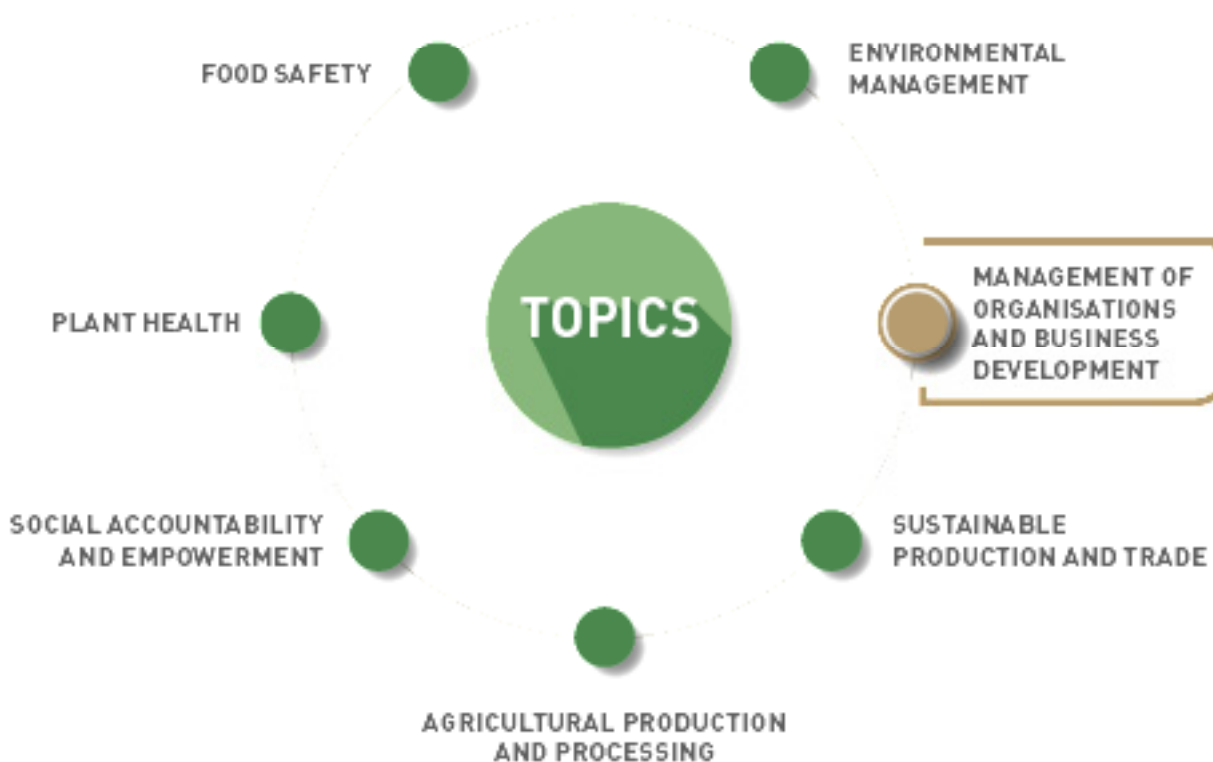 FOOD SAFETY
ENVIRONMENTAL
MANAGEMENT
TOPICS
MANAGEMENT OF
ORGANISATIONS
AND BUSINESS
DEVELOPMENT
PLANT HEALTH
SOCIAL ACCOUNTABILITY
AND EMPOWERMENT
SUSTAINABLE
PRODUCTION AND TRADE
AGRICULTURAL PRODUCTION
AND PROCESSING